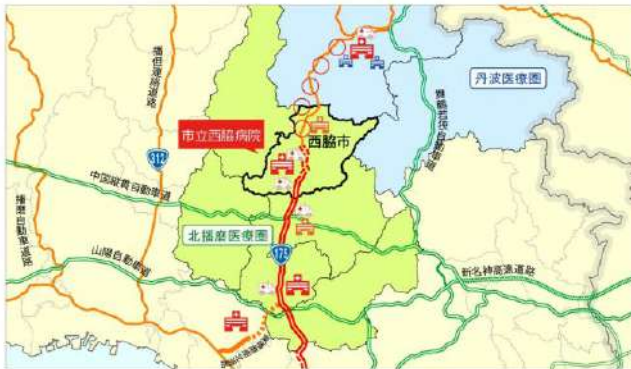 播但連絡道路
丹波医療圏
舞鶴若狭自動車道
市立西脇病院
西脇市
312
中国縦貫自動車道
播磨自動車道
北播磨医療圏
175
山陽自動車道
新名神高速道路